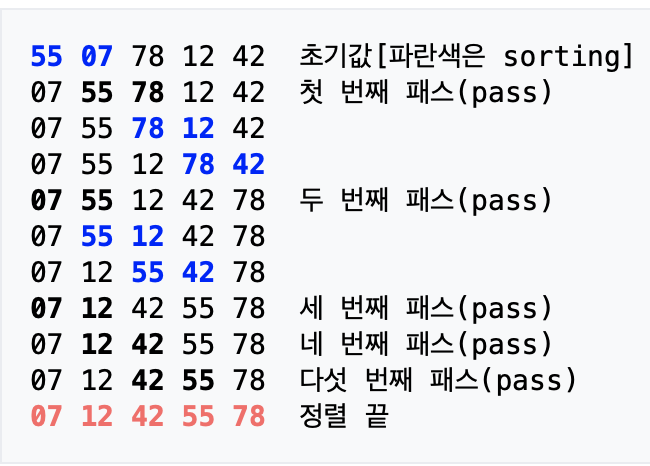 55 07 78 12 42  초기값[파란색은 sorting]
07 55 78 12 42  첫 번째 패스(pass)
07 55 78 12 42
07 55 12 78 42
07 55 12 42 78  두 번째 패스(pass)
07 55 12 42 78
07 12 55 42 78
07 12 42 55 78  세 번째 패스(pass)
07 12 42 55 78  네 번째 패스(pass)
07 12 42 55 78  다섯 번째 패스(pass)
07 12 42 55 78  정렬 끝